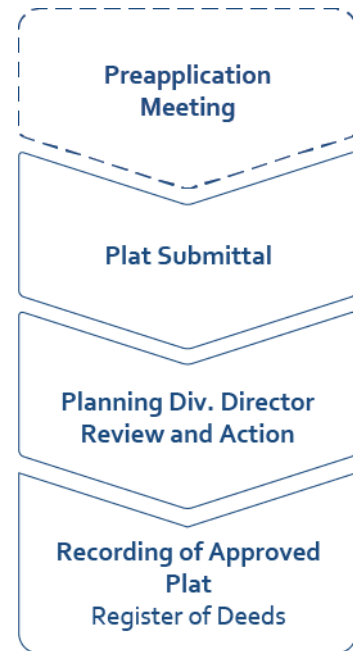 Preapplication
Meeting
Plat Submittal
Planning Div. Director
Review and Action
Recording of Approved
Plat
Register of Deeds